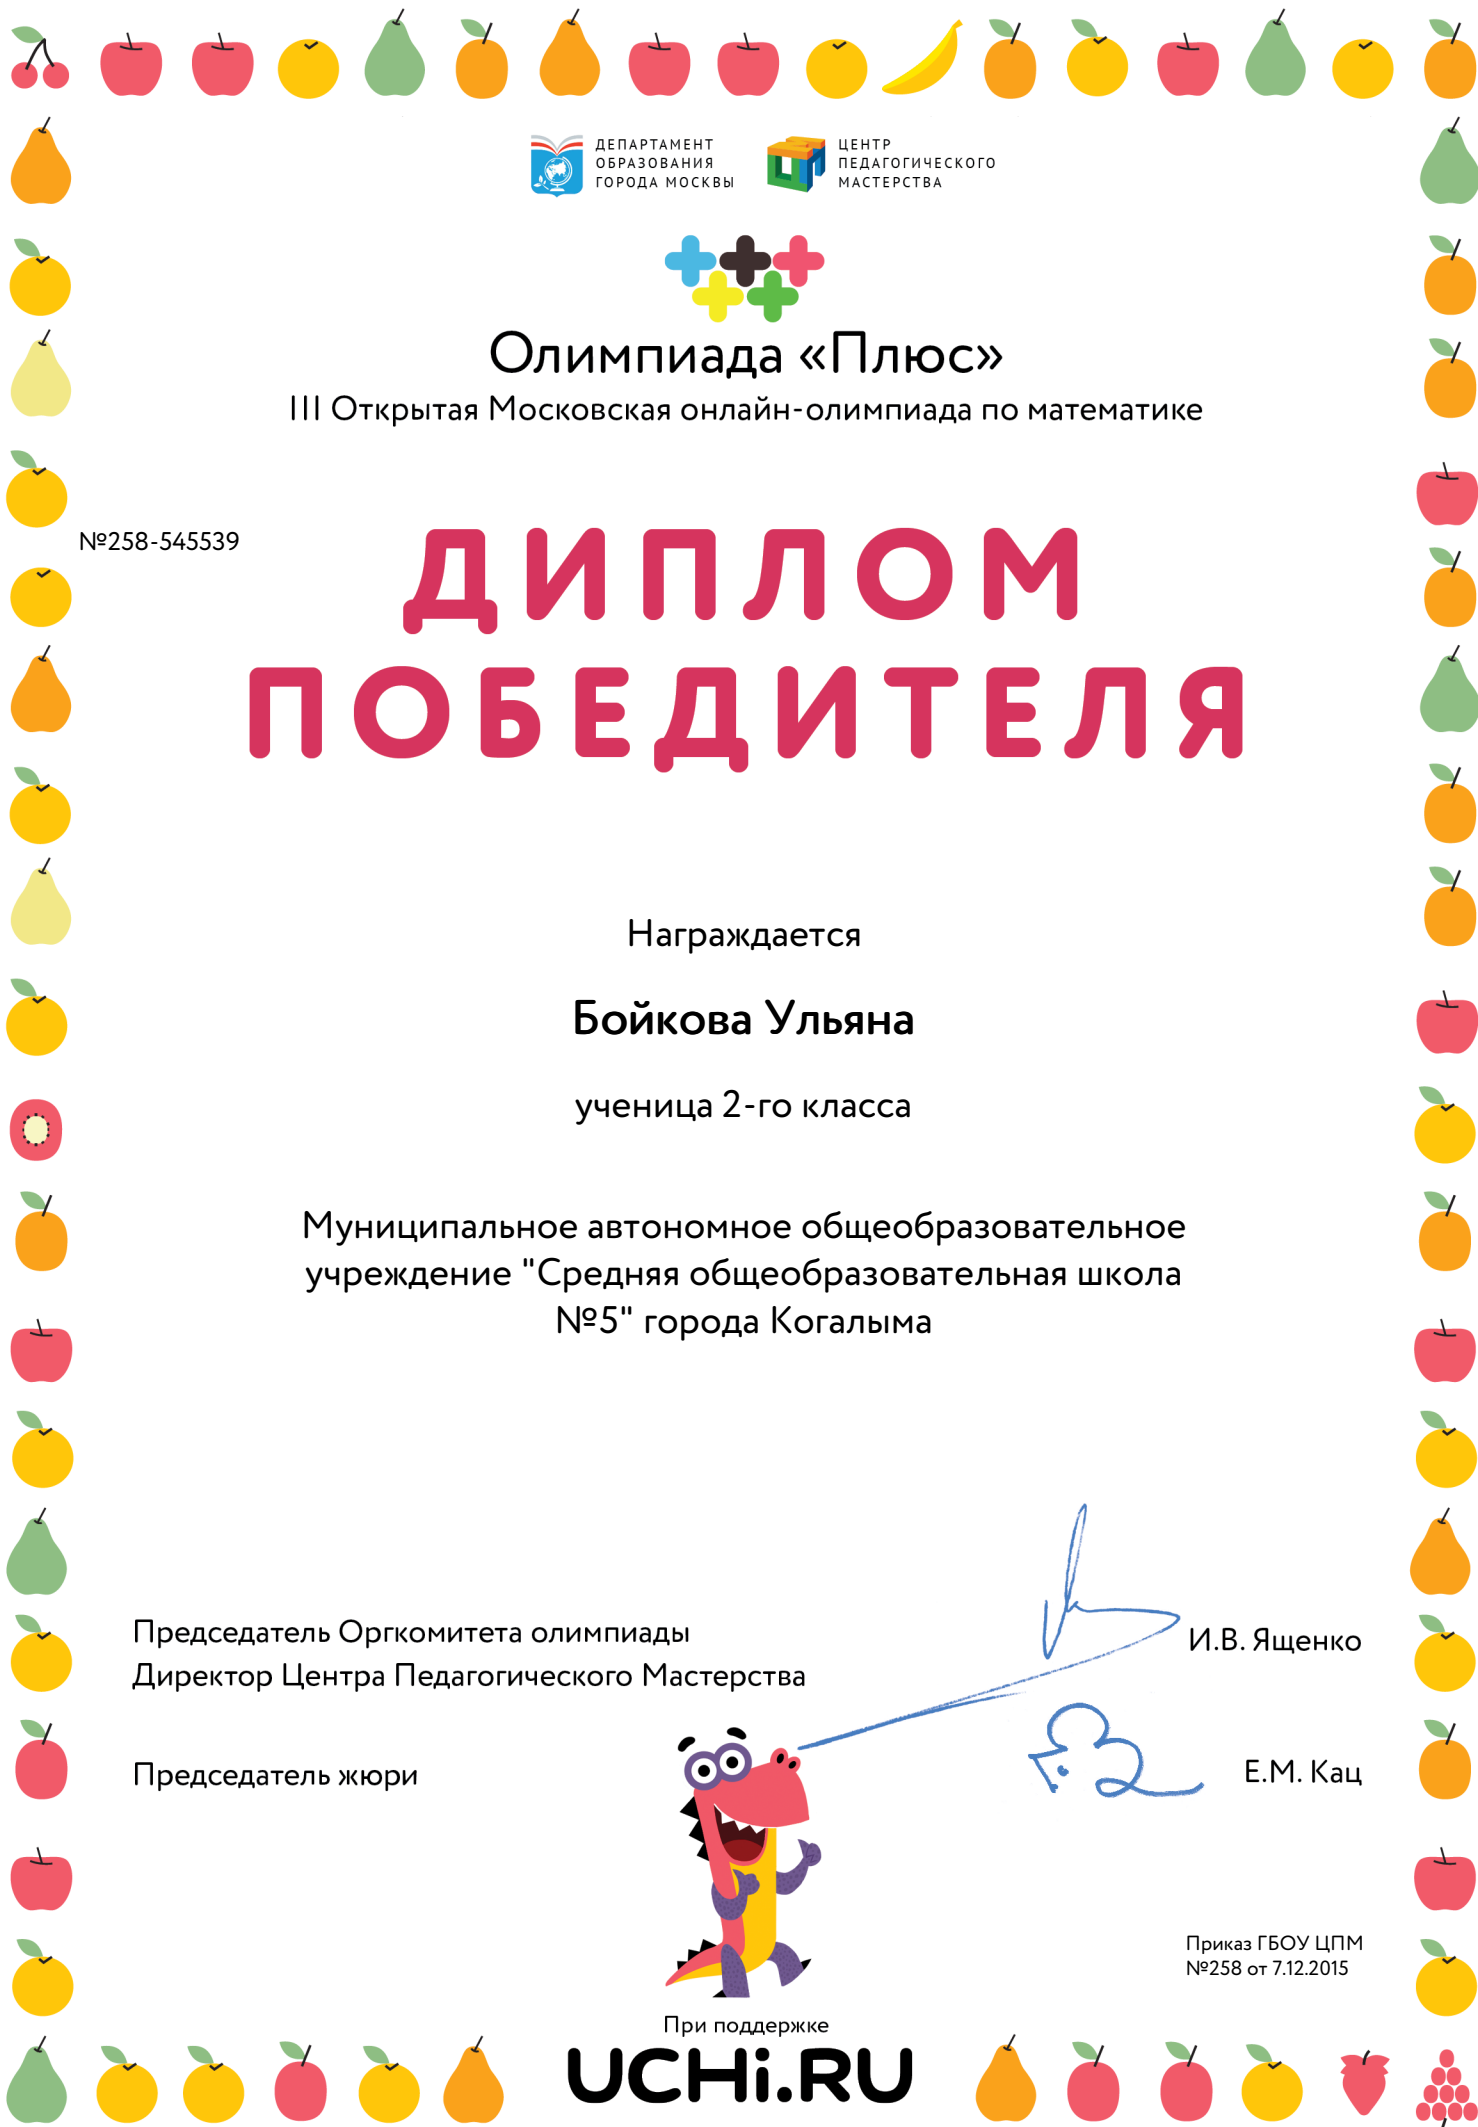 ДЕПАРТАМЕНТ
ОБРАЗОВАНИЯ
ГОРОДА МОСКВЫ
ЦЕНТР
ПЕДАГОГИЧЕСКОГО
МАСТЕРСТВА
Олимпиада «Плюс»
III Открытая Московская онлайн-олимпиада по математике
№258-545539
ДИПЛОМ
ПОБЕДИТЕЛЯ
Награждается
Бойкова Ульяна
ученица 2-го класса
Муниципальное автономное общеобразовательное
учреждение "Средняя общеобразовательная школа
№5" города Когалыма
Председатель Оргкомитета олимпиады
Директор Центра Педагогического Мастерства
И.В. Ященко
Председатель жюри
Е.М. Кац
Приказ ГБОУ ЦПМ
№258 от 7.12.2015
При поддержке
UCHi.RU